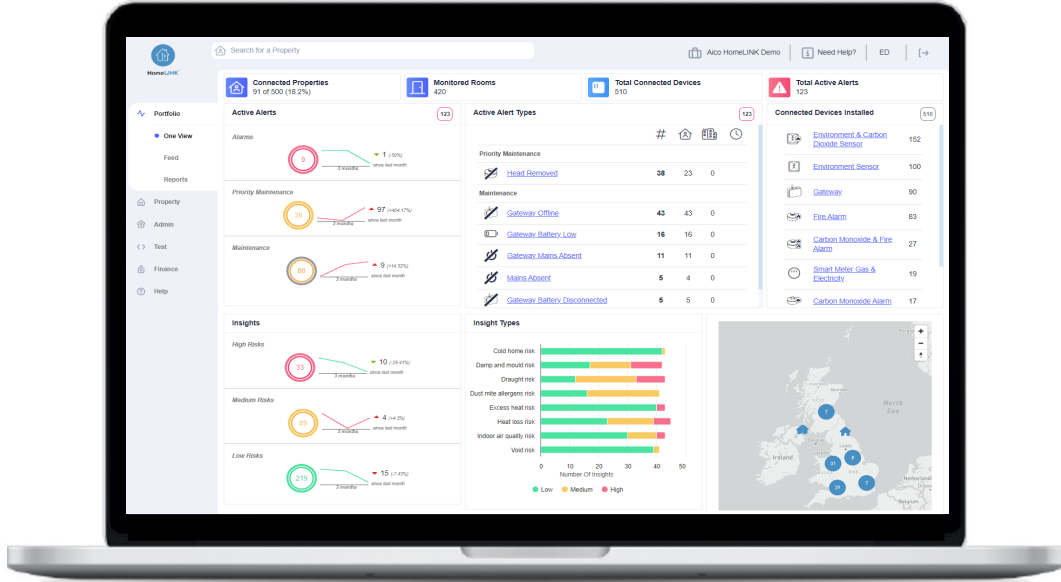 HomeLINK
Search for a Property
Aico HomeLINK Demo
Need Help?
ED
Portfolio
One View
Feed
Reports
Property
Admin
Test
Finance
Help
Connected Properties
91 of 500 (18.2%)
Monitored Rooms
420
Total Connected Devices
510
Total Active Alerts
123
Active Alerts
123
Alarms
0
3 months
1 (-50%)
since last month
Priority Maintenance
38
3 months
97 (+464.17%)
since last month
Maintenance
80
3 months
9 (+14.52%)
since last month
Active Alert Types
123
#
Priority Maintenance
Head Removed 38 23 0
Maintenance
Gateway Offline 43 43 0
Gateway Battery Low 16 16 0
Gateway Mains Absent 11 11 0
Mains Absent 5 4 0
Gateway Battery Disconnected 5 5 0
Connected Devices Installed
510
Environment & Carbon
Dioxide Sensor
152
Environment Sensor 100
Gateway 90
Fire Alarm 83
Carbon Monoxide & Fire
Alarm
27
Smart Meter Gas &
Electricity
19
Carbon Monoxide Alarm 17
Insights
High Risks
33
3 months
10 (-29.41%)
since last month
Medium Risks
89
3 months
4 (+4.2%)
since last month
Low Risks
219
3 months
15 (-7.43%)
since last month
Insight Types
Cold home risk
Damp and mould risk
Draught risk
Dust mite allergens risk
Excess heat risk
Heat loss risk
Indoor air quality risk
Void risk
0 10 20 30 40 50
Number Of Insights
Low Medium High
+
−
North
Sea
Ireland
Leeds
Netherland
Belgium
7
31
8
29
7